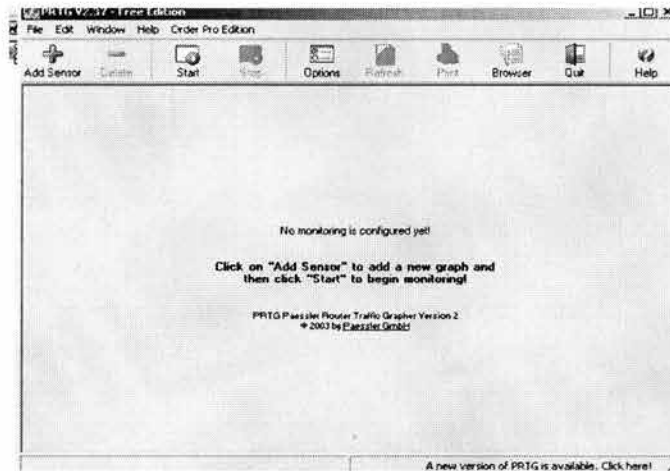 PRTG V2.37 - Free Edition
File Edit Window Help Order Pro Edition
Add Sensor Delete Start Stop Options Refresh Print Browser Quit Help
No monitoring is configured yet!
Click on "Add Sensor" to add a new graph and
then click "Start" to begin monitoring!
PRTG Paessler Router Traffic Grapher Version 2
© 2003 by Paessler GmbH
A new version of PRTG is available. Click here!